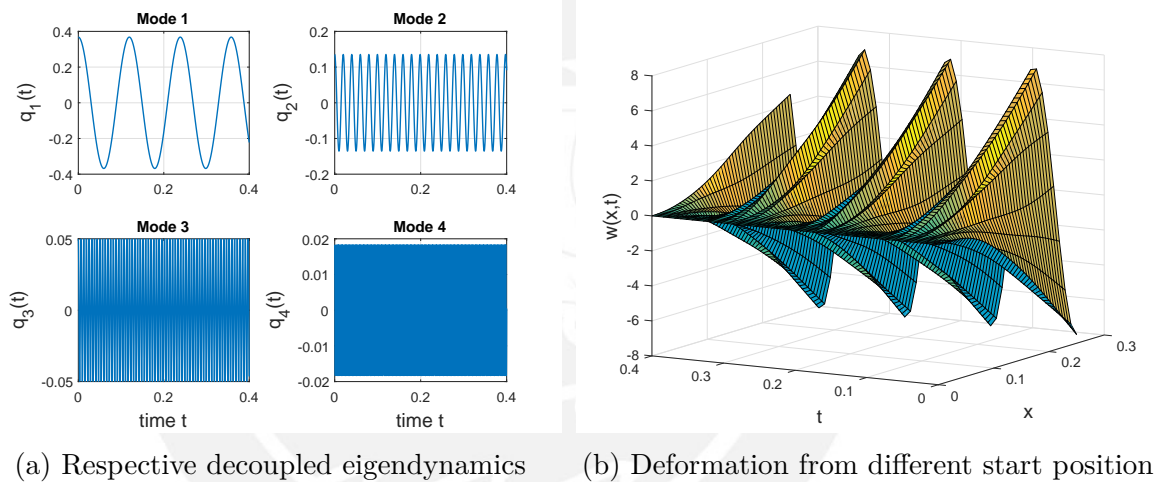 Mode 1
Mode 2
0.4
0.2
0
-0.2
-0.4
q1(t)
0 0.2 0.4
0.2
0.1
0
-0.1
-0.2
q2(t)
0 0.2 0.4
Mode 3
Mode 4
0.05
0
-0.05
q3(t)
0 0.2 0.4
time t
0.02
0.01
0
-0.01
-0.02
q4(t)
0 0.2 0.4
time t
8
6
4
2
0
-2
-4
-6
-8
w(x,t)
0.4 0.3 0.2 0.1 0
t
0 0.1 0.2 0.3
x
(a) Respective decoupled eigendynamics
(b) Deformation from different start position